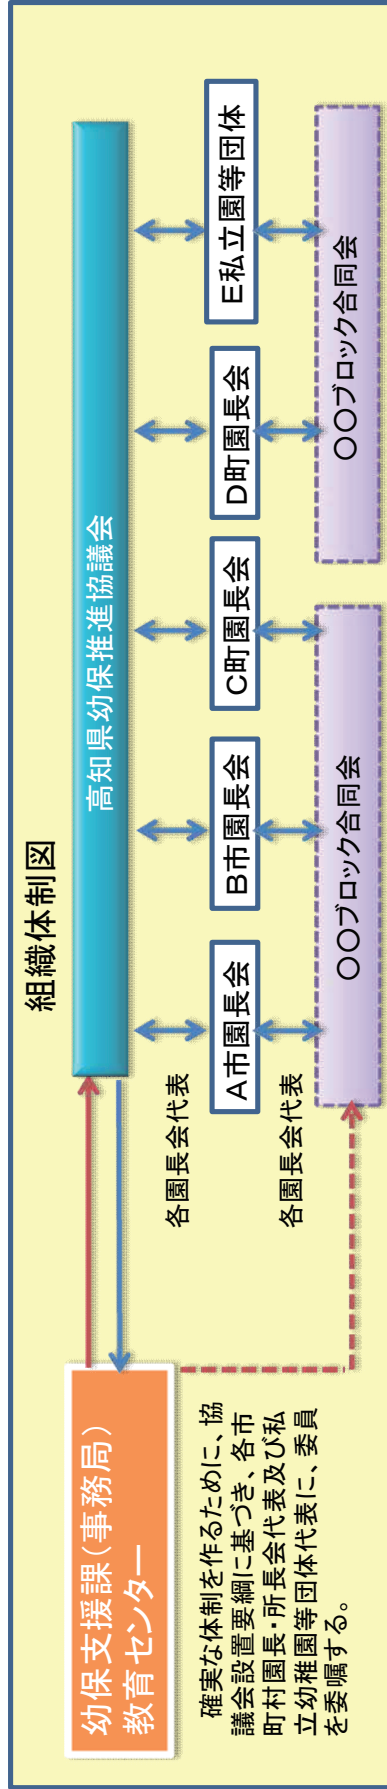 組織体制図
幼保支援課(事務局)
教育センター
高知県幼保推進協議会
各園長会代表
A市園長会
B市園長会
C町園長会
D町園長会
E私立園等団体
各園長会代表
〇〇ブロック合同会
〇〇ブロック合同会
確実な体制を作るために、協
議会設置要綱に基づき、各市
町村園長・所長会代表及び私
立幼稚園等団体代表に、委員
を委嘱する。